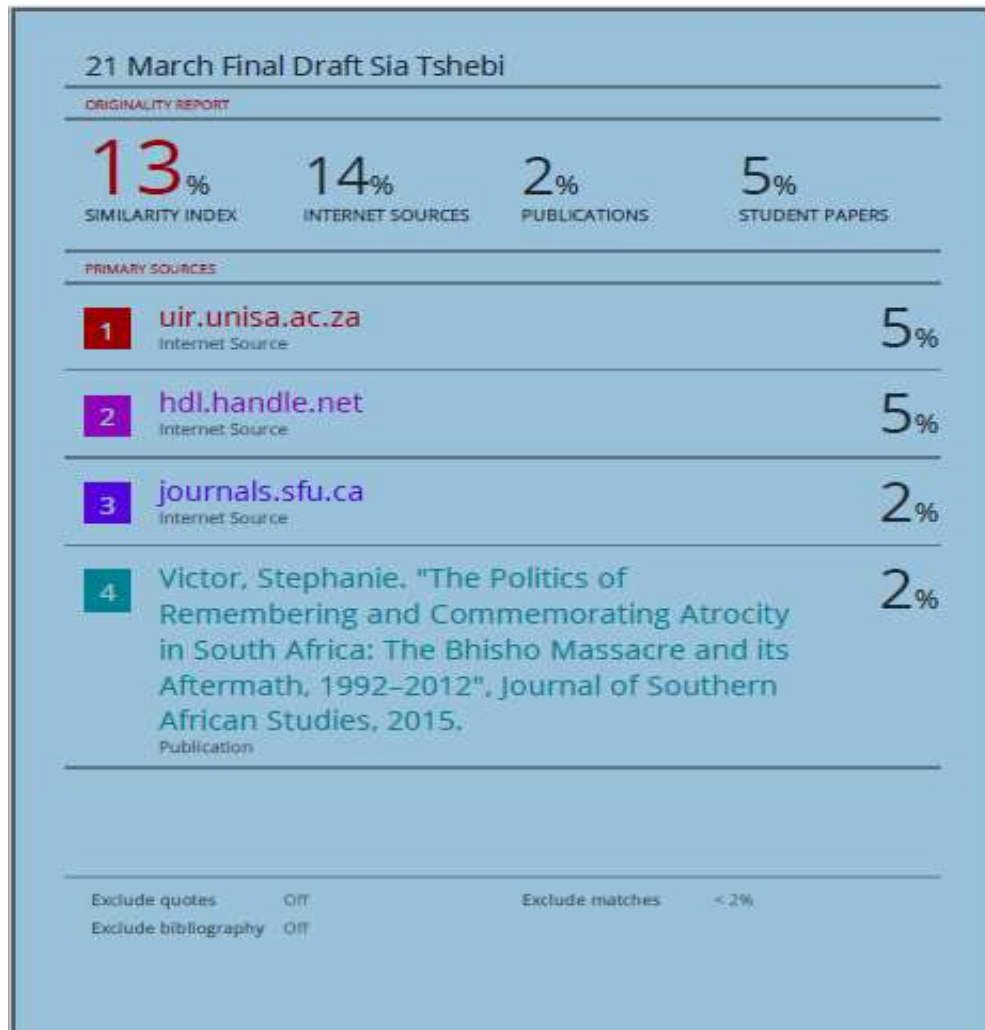 21 March Final Draft Sia Tshebi
ORIGINALITY REPORT
13% 14% 2% 5%
SIMILARITY INDEX INTERNET SOURCES PUBLICATIONS STUDENT PAPERS
PRIMARY SOURCES
1 uir.unisa.ac.za 5%
Internet Source
2 hdl.handle.net 5%
Internet Source
3 journals.sfu.ca 2%
Internet Source
4 Victor, Stephanie. "The Politics of 2%
Remembering and Commemorating Atrocity
in South Africa: The Bhisho Massacre and its
Aftermath, 1992–2012", Journal of Southern
African Studies, 2015.
Publication
Exclude quotes Off Exclude matches < 2%
Exclude bibliography Off